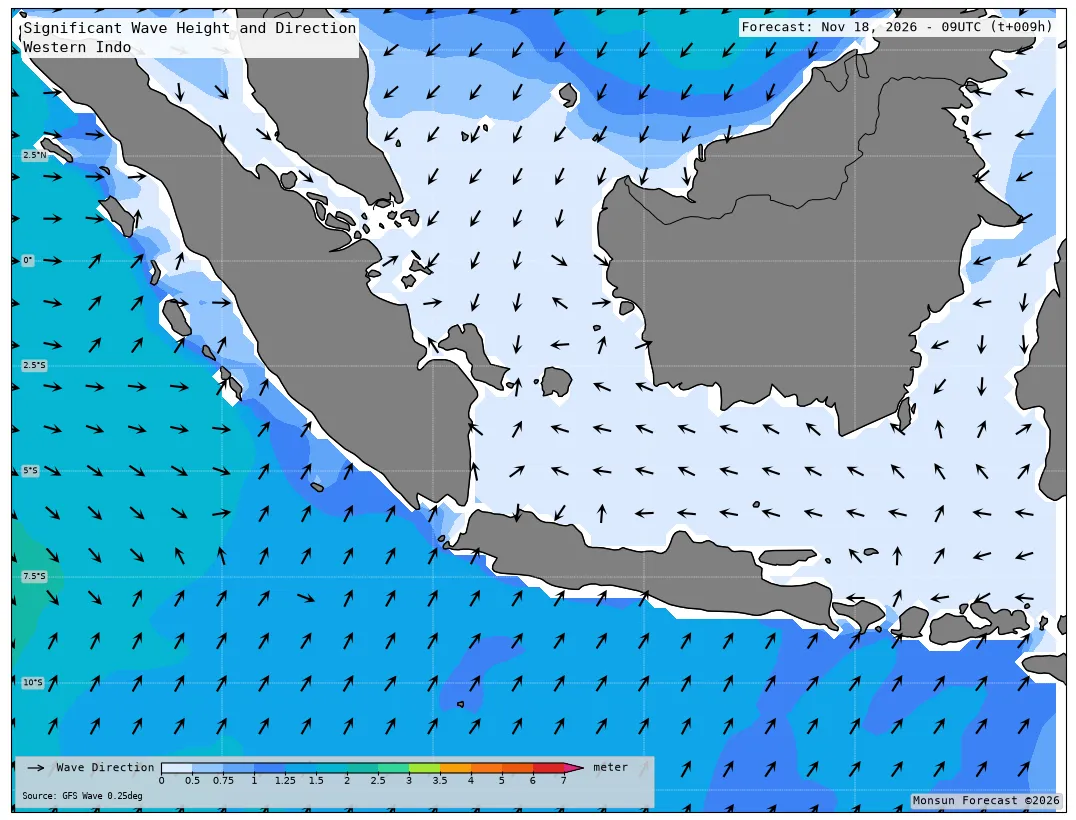 Significant Wave Height and Direction
Western Indo
Forecast: Nov 18, 2026 - 09UTC (t+009h)
2.5°N
0°
2.5°S
5°S
7.5°S
10°S
Wave Direction
0 0.5 0.75 1 1.25 1.5 2 2.5 3 3.5 4 5 6 7
meter
Source: GFS Wave 0.25deg
Monsun Forecast ©2026